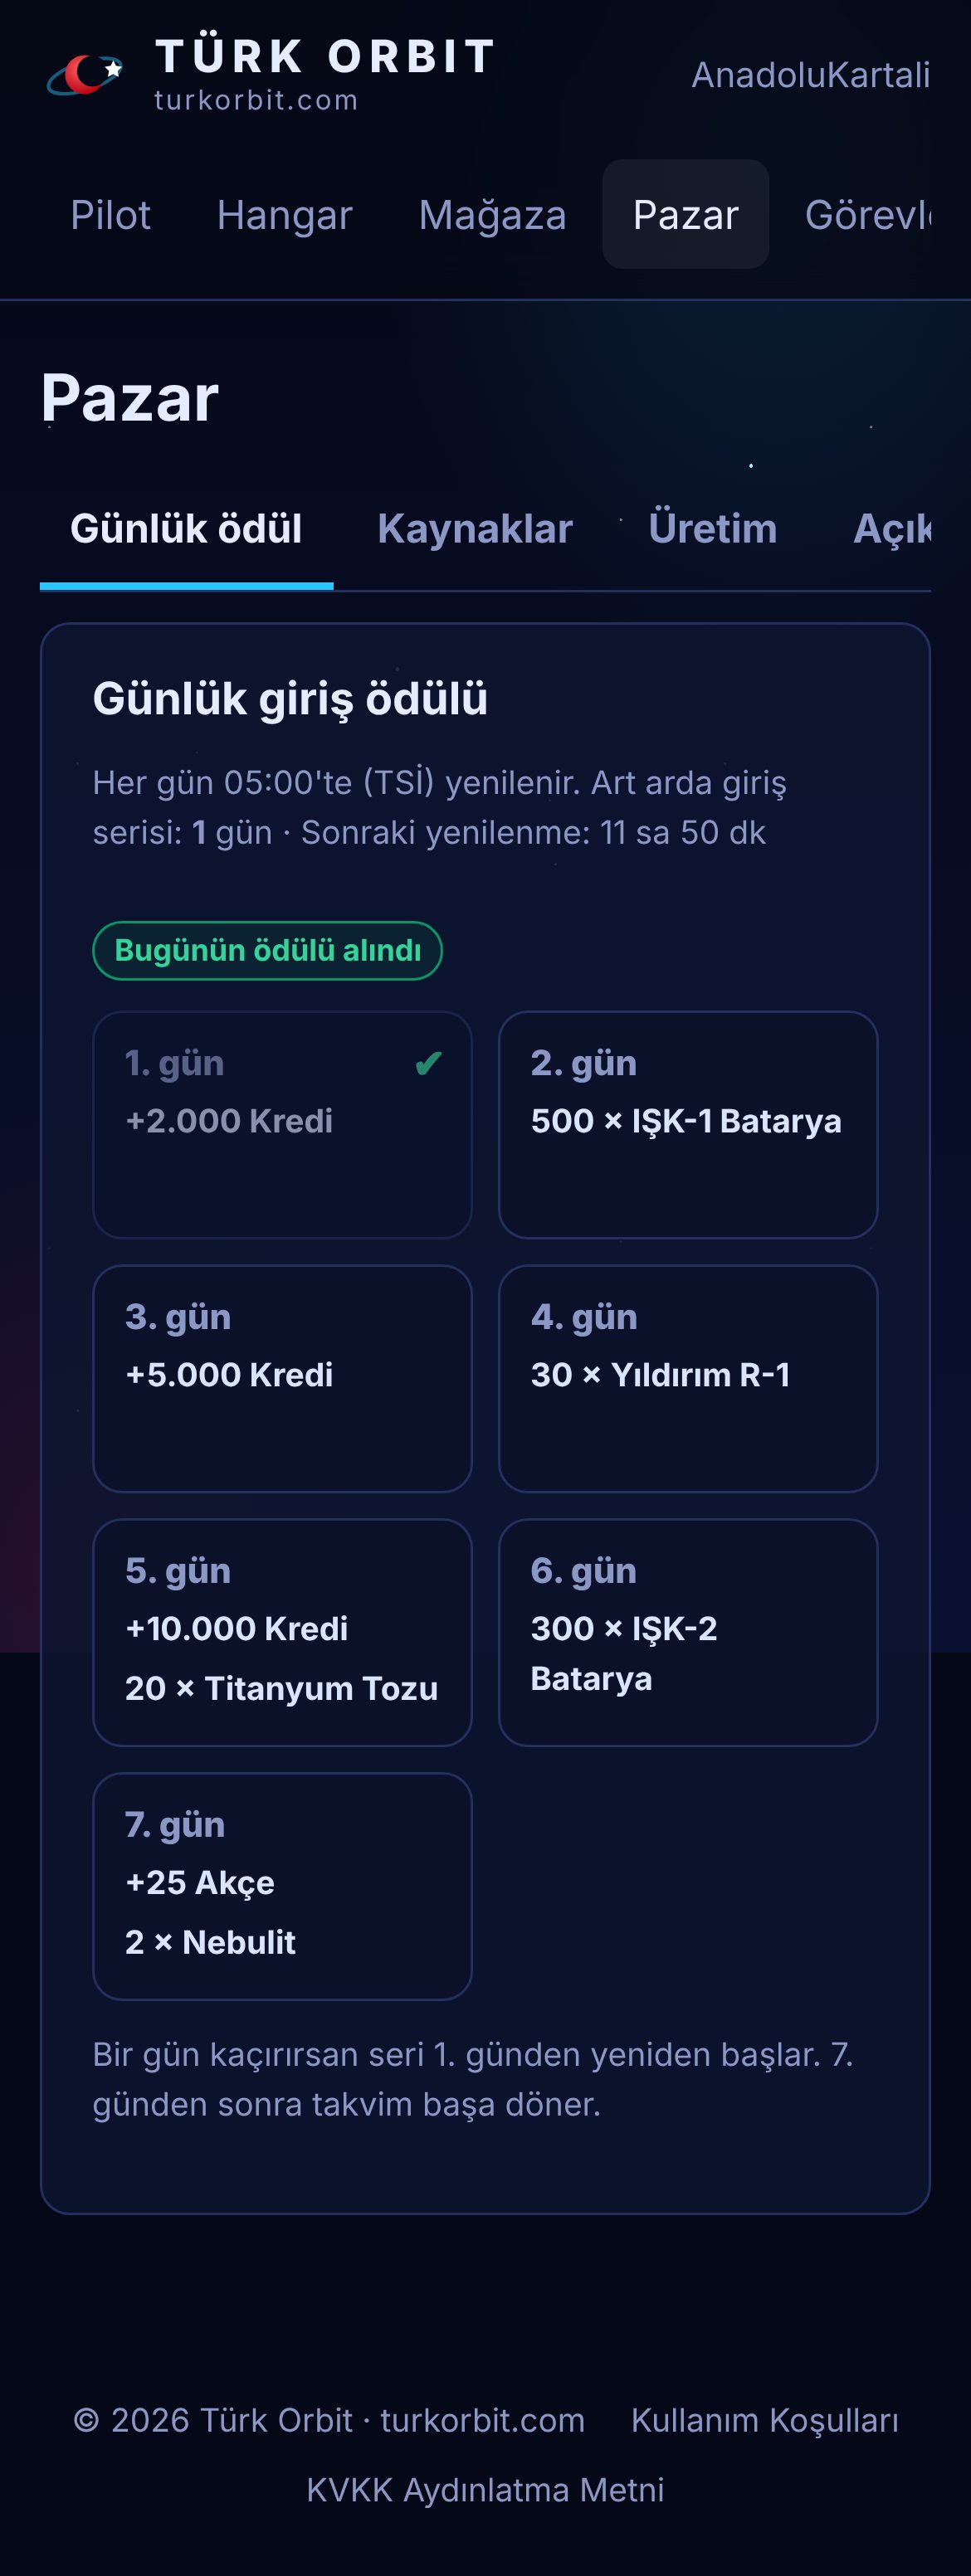 TÜRK ORBIT
turkorbit.com
AnadoluKartali
Pilot Hangar Mağaza Pazar Görevl
Pazar
Günlük ödül Kaynaklar Üretim Açık
Günlük giriş ödülü
Her gün 05:00'te (TSİ) yenilenir. Art arda giriş
serisi: 1 gün · Sonraki yenilenme: 11 sa 50 dk
Bugünün ödülü alındı
1. gün ✔
+2.000 Kredi
2. gün
500 × IŞK-1 Batarya
3. gün
+5.000 Kredi
4. gün
30 × Yıldırım R-1
5. gün
+10.000 Kredi
20 × Titanyum Tozu
6. gün
300 × IŞK-2
Batarya
7. gün
+25 Akçe
2 × Nebulit
Bir gün kaçırırsan seri 1. günden yeniden başlar. 7.
günden sonra takvim başa döner.
© 2026 Türk Orbit · turkorbit.com Kullanım Koşulları
KVKK Aydınlatma Metni